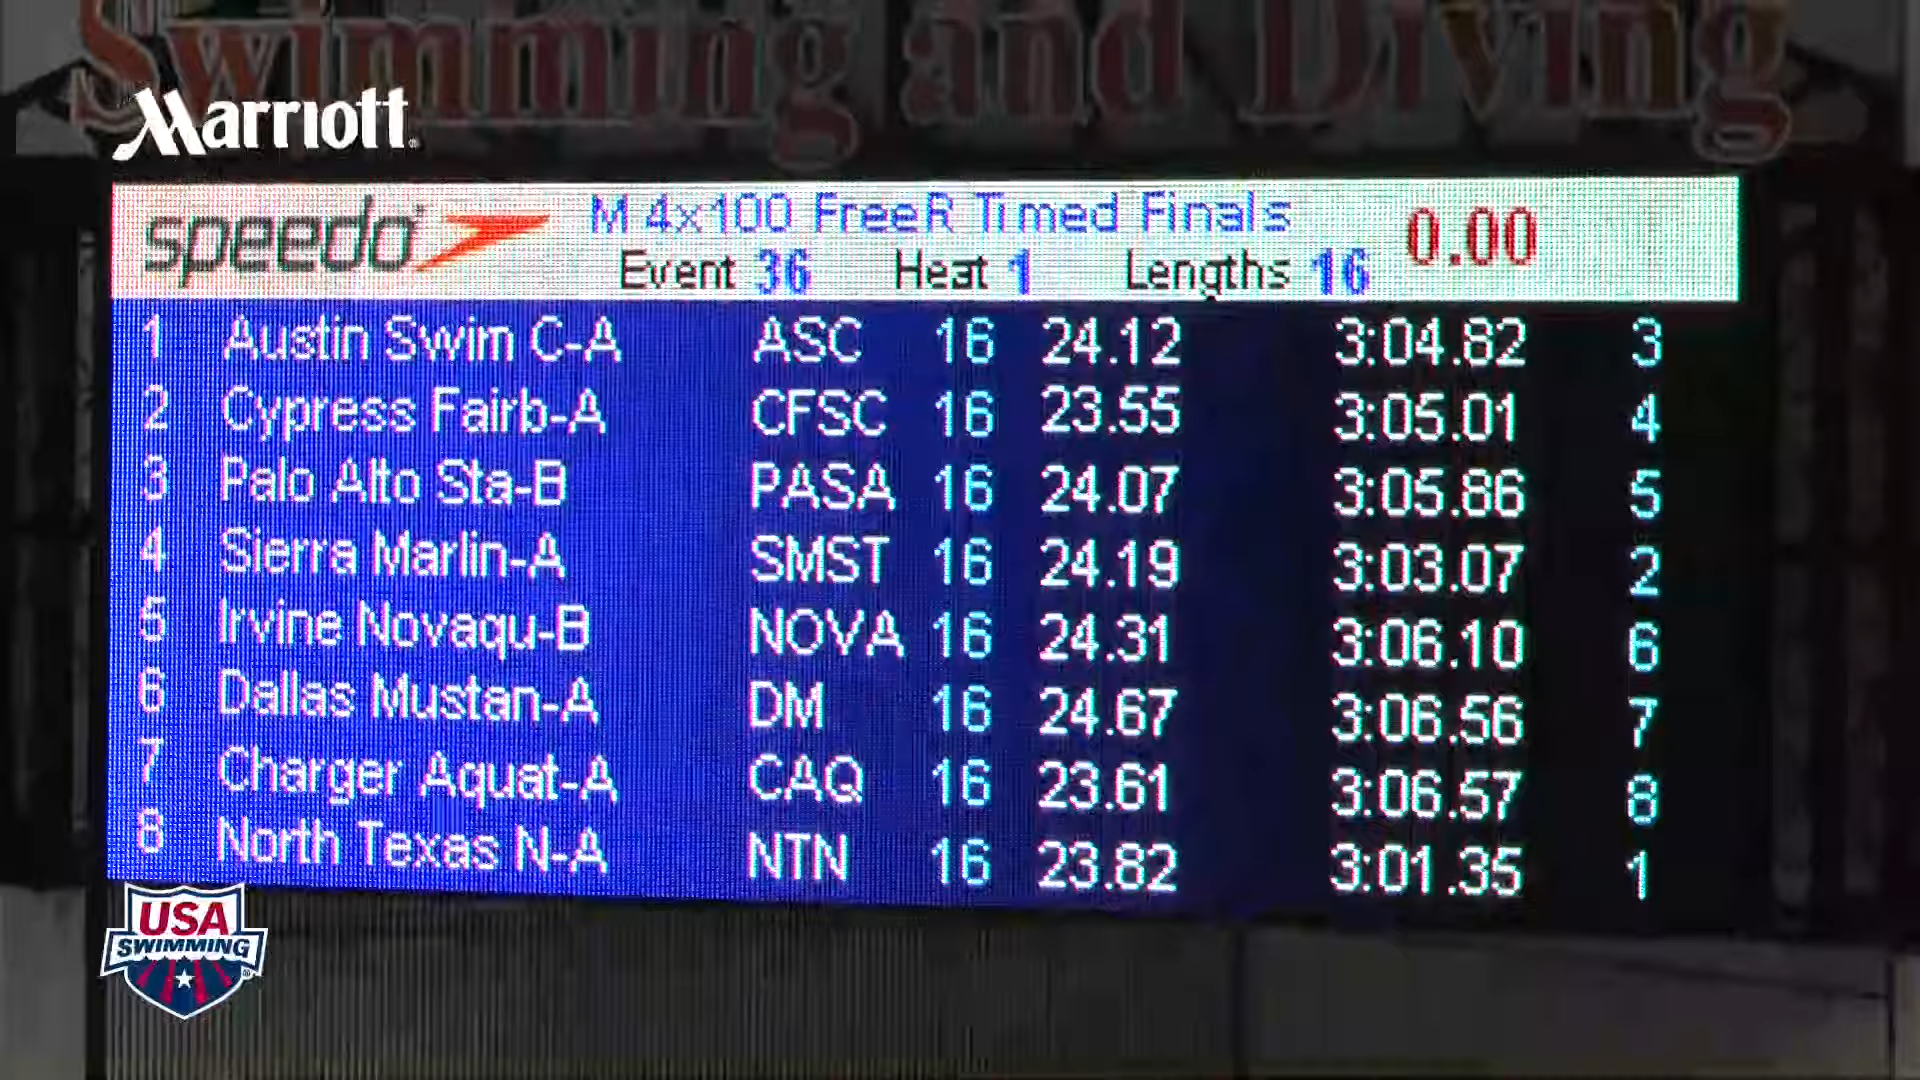 Swimming and Diving
Marriott
speedo
M 4x100 FreeR Timed Finals
0.00
Event 36 Heat 1 Lengths 16
1 Austin Swim C-A ASC 16 24.12 3:04.82 3
2 Cypress Fairb-A CFSC 16 23.55 3:05.01 4
3 Palo Alto Sta-B PASA 16 24.07 3:05.86 5
4 Sierra Marlin-A SMST 16 24.19 3:03.07 2
5 Irvine Novaqu-B NOVA 16 24.31 3:06.10 6
6 Dallas Mustan-A DM 16 24.67 3:06.56 7
7 Charger Aquat-A CAQ 16 23.61 3:06.57 8
8 North Texas N-A NTN 16 23.82 3:01.35 1
USA
SWIMMING